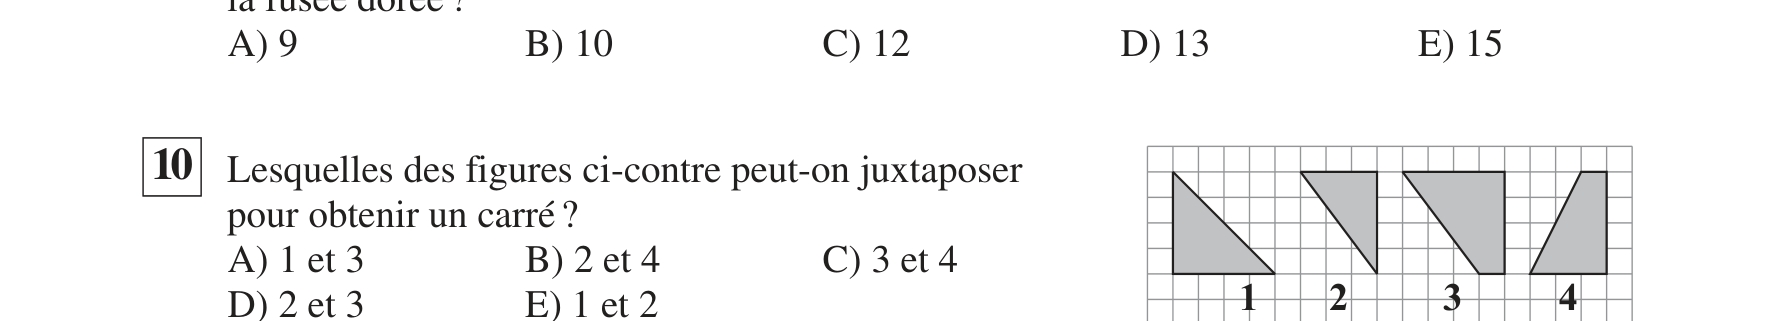 la fusée dorée ?
A) 9 B) 10 C) 12 D) 13 E) 15
10 Lesquelles des figures ci-contre peut-on juxtaposer
pour obtenir un carré ?
A) 1 et 3 B) 2 et 4 C) 3 et 4
D) 2 et 3 E) 1 et 2
1 2 3 4